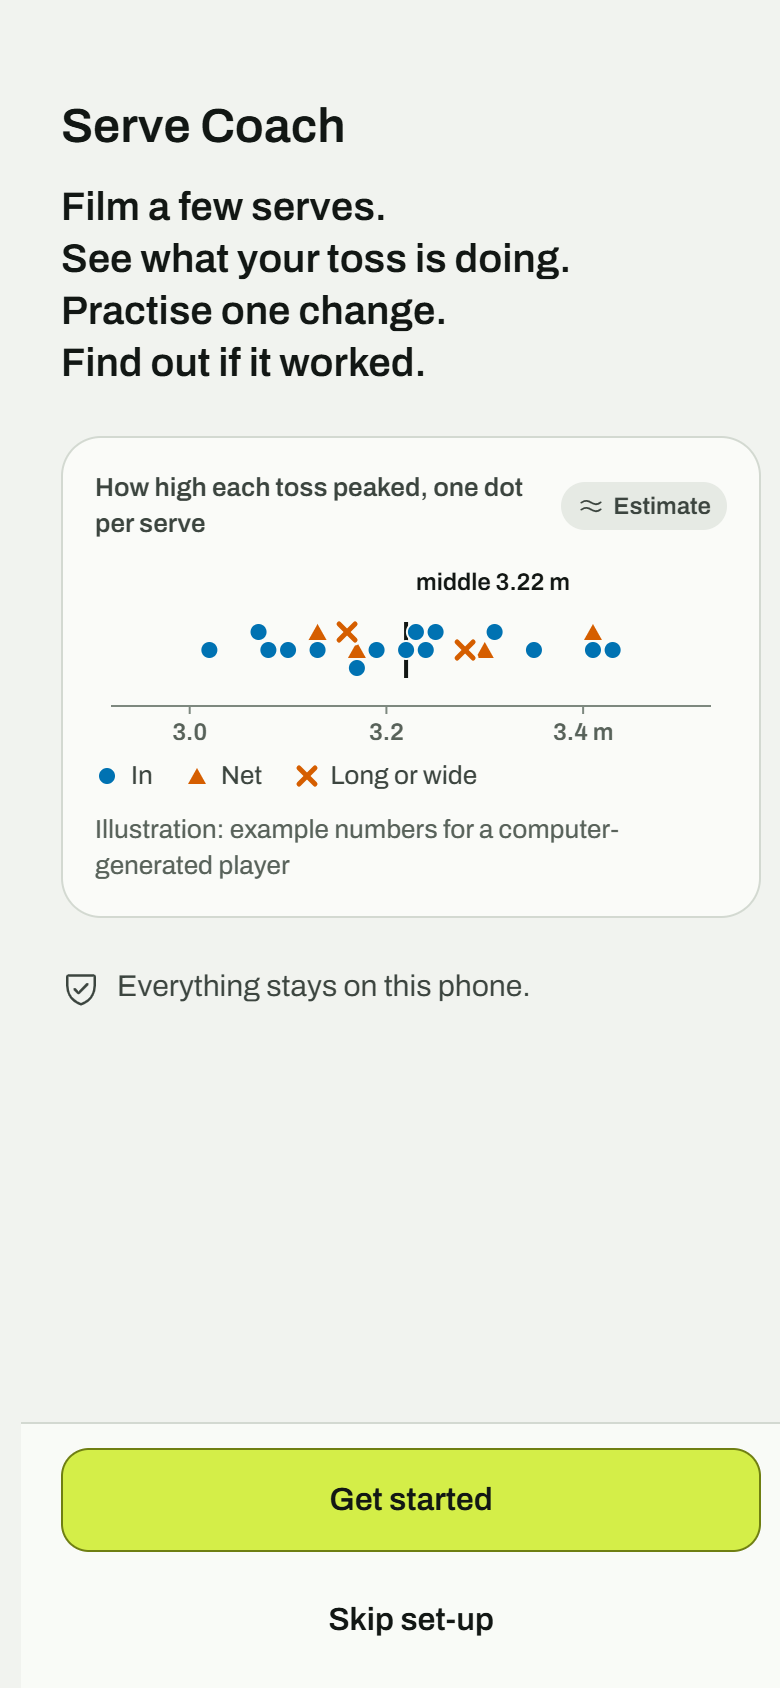 Serve Coach
Film a few serves.
See what your toss is doing.
Practise one change.
Find out if it worked.
How high each toss peaked, one dot
per serve
Estimate
middle 3.22 m
3.0
3.2
3.4 m
In
Net
Long or wide
Illustration: example numbers for a computer-
generated player
Everything stays on this phone.
Get started
Skip set-up